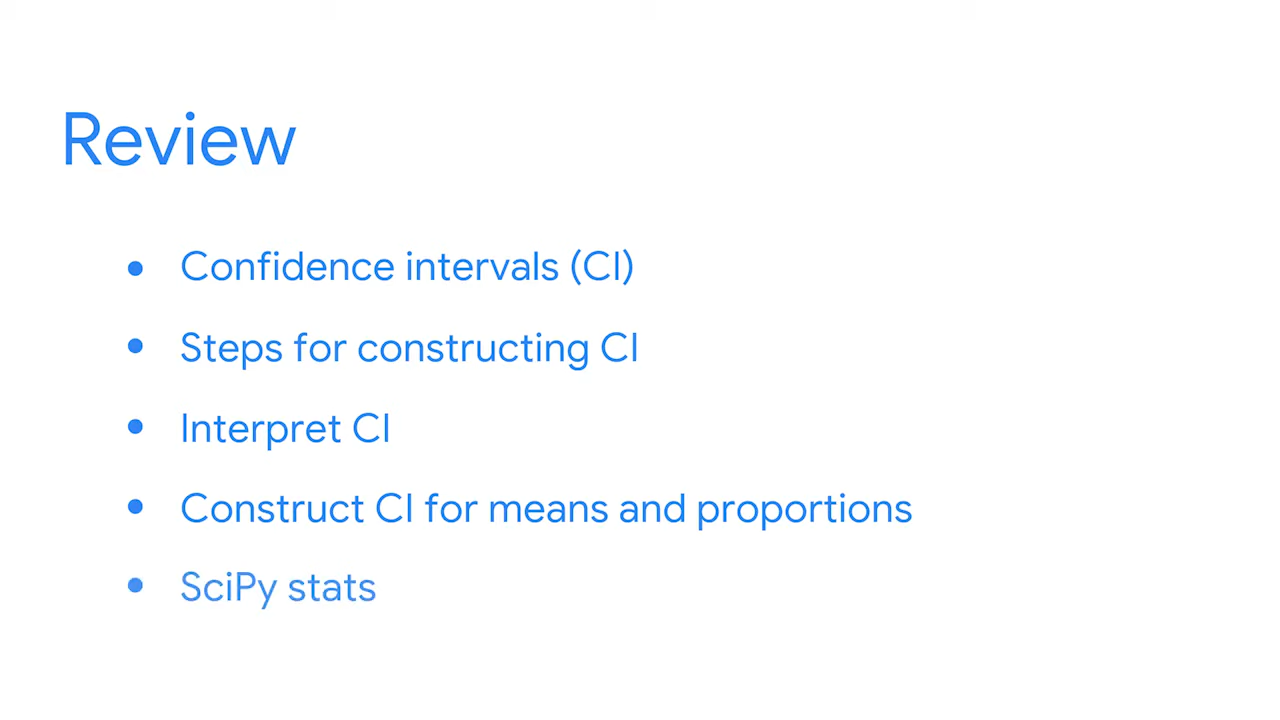 Review
• Confidence intervals (CI)
• Steps for constructing CI
• Interpret CI
• Construct CI for means and proportions
• SciPy stats